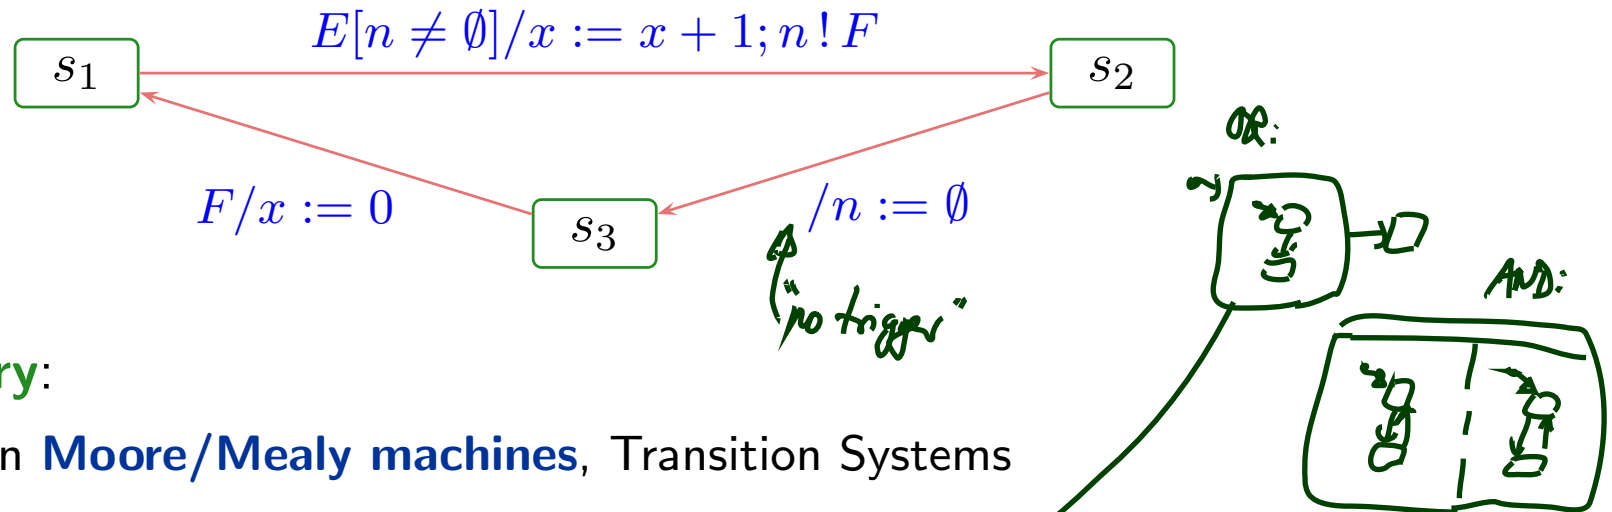 E[n ≠ ∅]/x := x + 1; n ! F
s₁
s₂
OR:
F/x := 0
s₃
/n := ∅
"no trigger"
AND:
ry:
n Moore/Mealy machines, Transition Systems